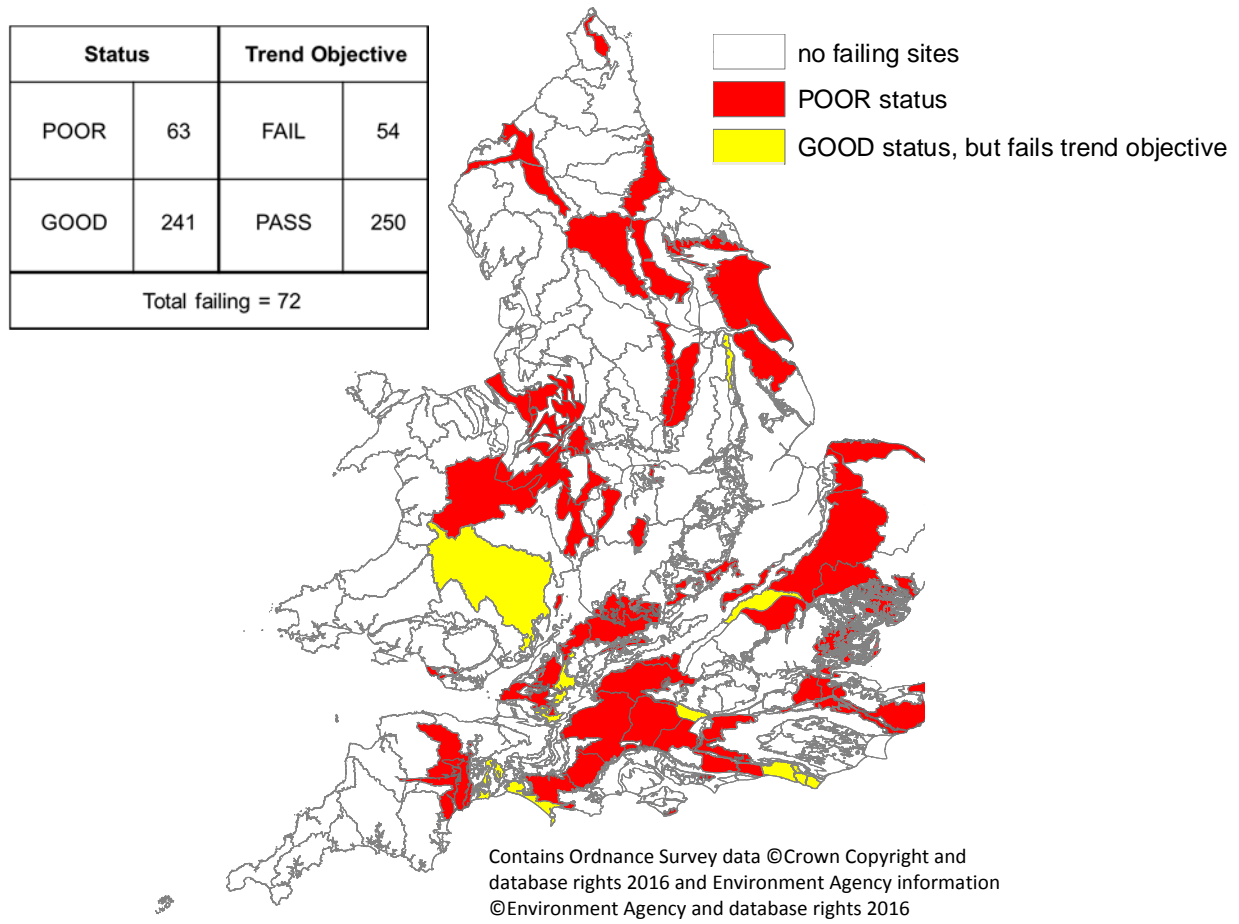 Status Trend Objective
POOR 63 FAIL 54
GOOD 241 PASS 250
Total failing = 72
no failing sites
POOR status
GOOD status, but fails trend objective
Contains Ordnance Survey data ©Crown Copyright and
database rights 2016 and Environment Agency information
©Environment Agency and database rights 2016